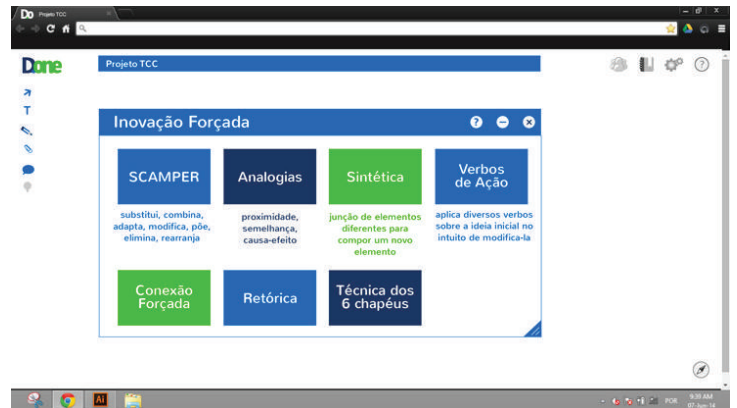 Do Projeto TCC
Done
Projeto TCC
T
Inovação Forçada
SCAMPER
substitui, combina,
adapta, modifica, põe,
elimina, rearranja
Analogias
proximidade,
semelhança,
causa-efeito
Sintética
junção de elementos
diferentes para
compor um novo
elemento
Verbos
de Ação
aplica diversos verbos
sobre a ideia inicial no
intuito de modifica-la
Conexão
Forçada
Retórica
Técnica dos
6 chapéus
Ai
POR
9:39 AM
07-Jun-14